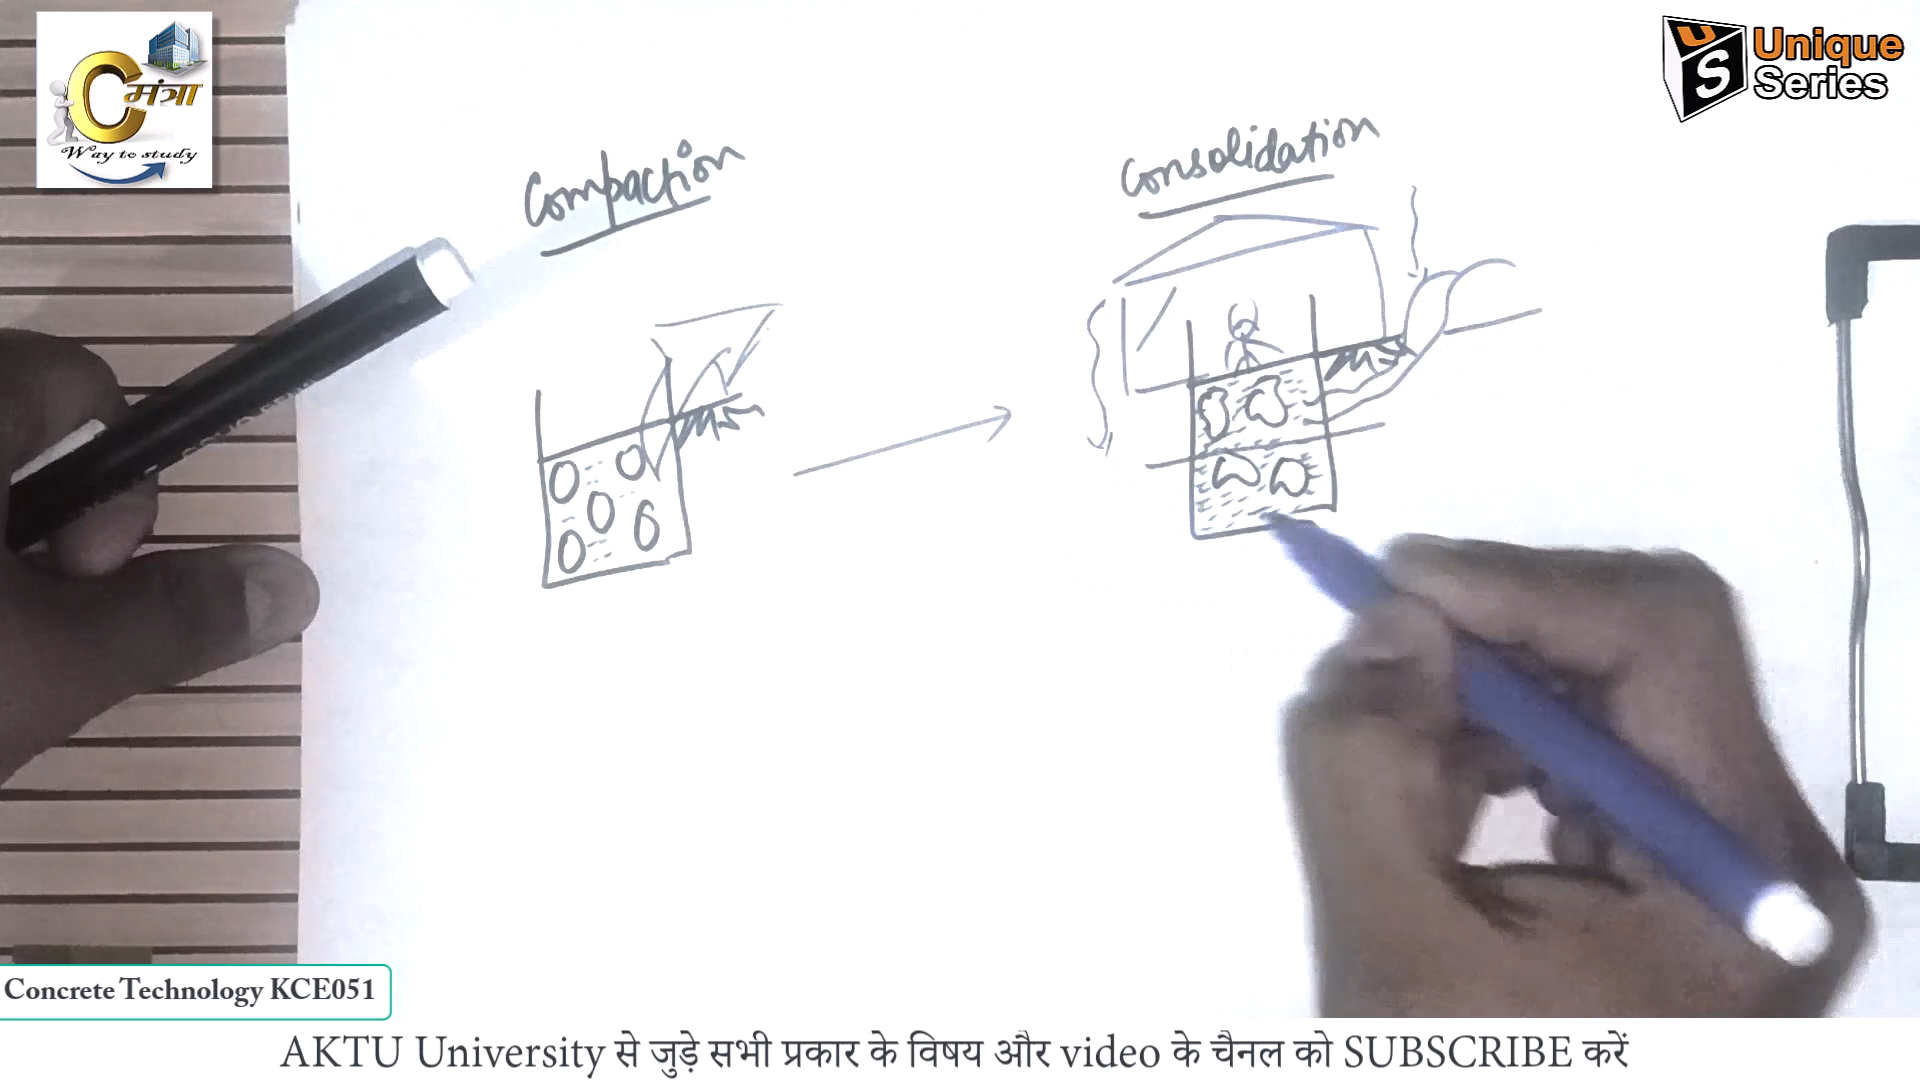 C मंत्रा
Way to study
US Unique
Series
Compaction
Consolidation
Concrete Technology KCE051
AKTU University से जुड़े सभी प्रकार के विषय और video के चैनल को SUBSCRIBE करें